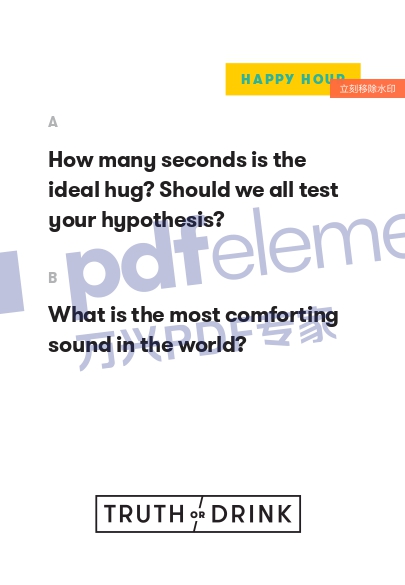 HAPPY HOUR
立刻移除水印
A
How many seconds is the
ideal hug? Should we all test
your hypothesis?
pdfeleme
B
What is the most comforting
万兴PDF专家
sound in the world?
TRUTH OR DRINK